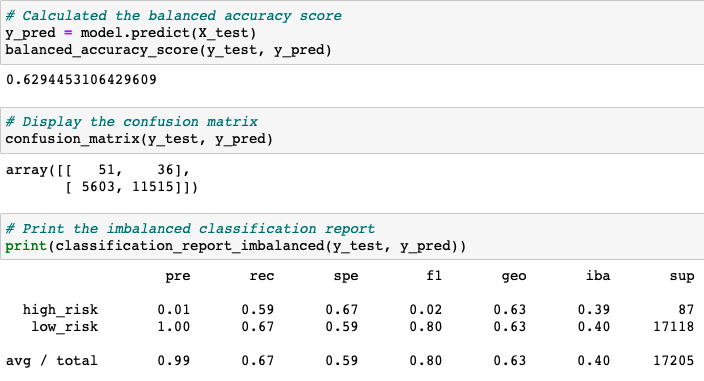 # Calculated the balanced accuracy score
y_pred = model.predict(X_test)
balanced_accuracy_score(y_test, y_pred)
0.6294453106429609
# Display the confusion matrix
confusion_matrix(y_test, y_pred)
array([[   51,    36],
       [ 5603, 11515]])
# Print the imbalanced classification report
print(classification_report_imbalanced(y_test, y_pred))
                   pre       rec       spe        f1       geo       iba       sup
  high_risk       0.01      0.59      0.67      0.02      0.63      0.39        87
   low_risk       1.00      0.67      0.59      0.80      0.63      0.40     17118
avg / total       0.99      0.67      0.59      0.80      0.63      0.40     17205